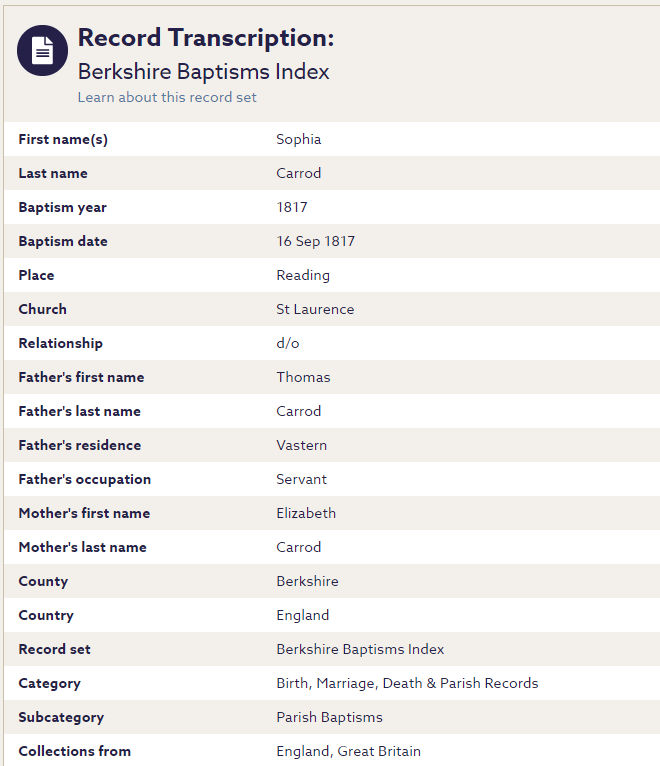 Record Transcription:
Berkshire Baptisms Index
Learn about this record set
First name(s) Sophia
Last name Carrod
Baptism year 1817
Baptism date 16 Sep 1817
Place Reading
Church St Laurence
Relationship d/o
Father's first name Thomas
Father's last name Carrod
Father's residence Vastern
Father's occupation Servant
Mother's first name Elizabeth
Mother's last name Carrod
County Berkshire
Country England
Record set Berkshire Baptisms Index
Category Birth, Marriage, Death & Parish Records
Subcategory Parish Baptisms
Collections from England, Great Britain